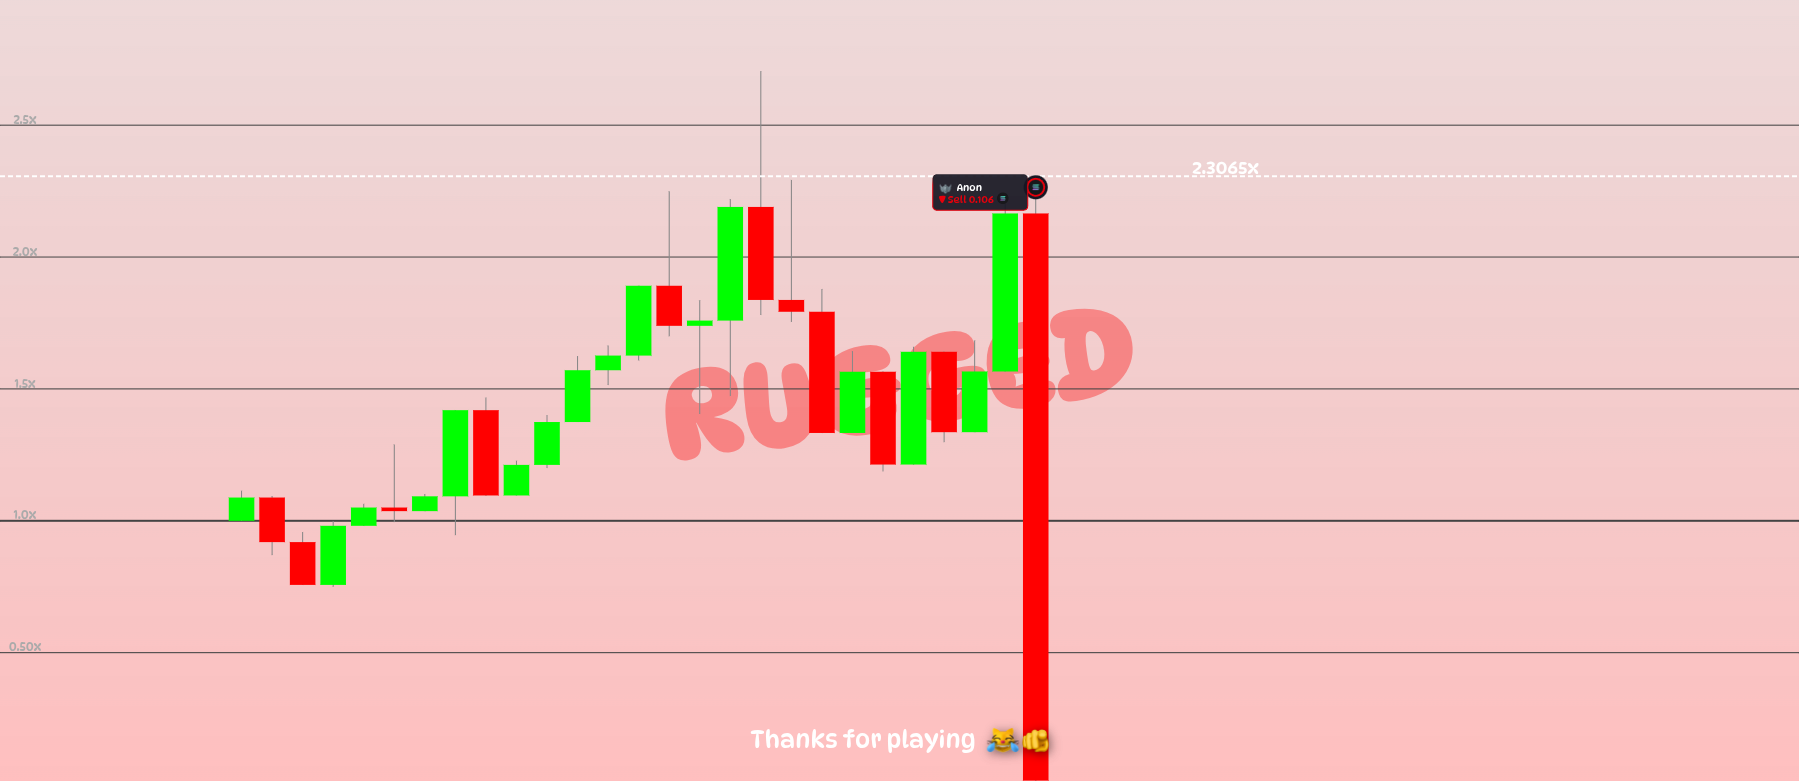 2.5X
2.3065X
Anon
Sell 0.106
2.0X
RUGGED
1.5X
1.0X
0.50X
Thanks for playing 😹🫵